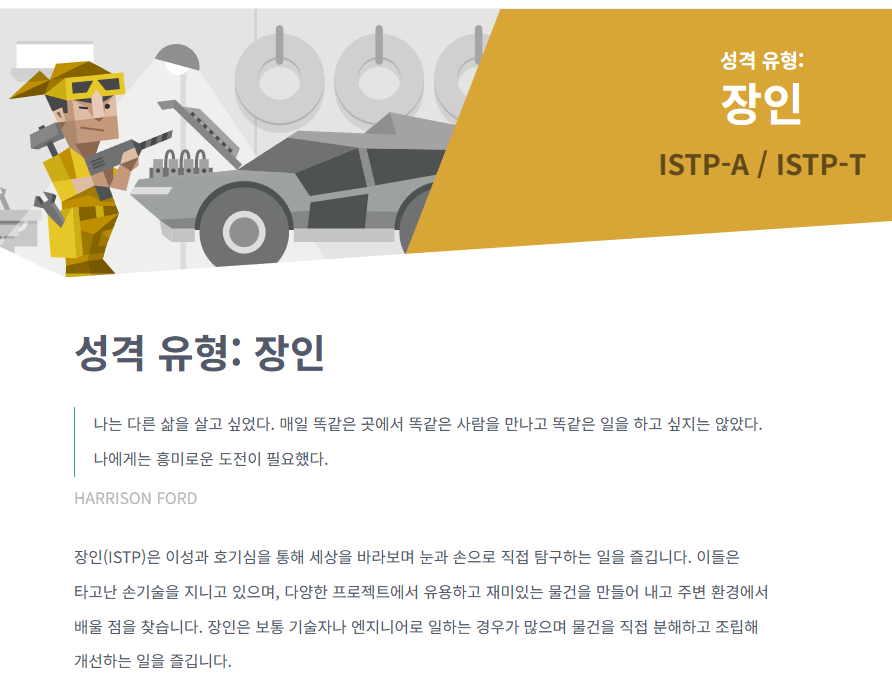 성격 유형:
장인
ISTP-A / ISTP-T
성격 유형: 장인
나는 다른 삶을 살고 싶었다. 매일 똑같은 곳에서 똑같은 사람을 만나고 똑같은 일을 하고 싶지는 않았다.
나에게는 흥미로운 도전이 필요했다.
HARRISON FORD
장인(ISTP)은 이성과 호기심을 통해 세상을 바라보며 눈과 손으로 직접 탐구하는 일을 즐깁니다. 이들은
타고난 손기술을 지니고 있으며, 다양한 프로젝트에서 유용하고 재미있는 물건을 만들어 내고 주변 환경에서
배울 점을 찾습니다. 장인은 보통 기술자나 엔지니어로 일하는 경우가 많으며 물건을 직접 분해하고 조립해
개선하는 일을 즐깁니다.